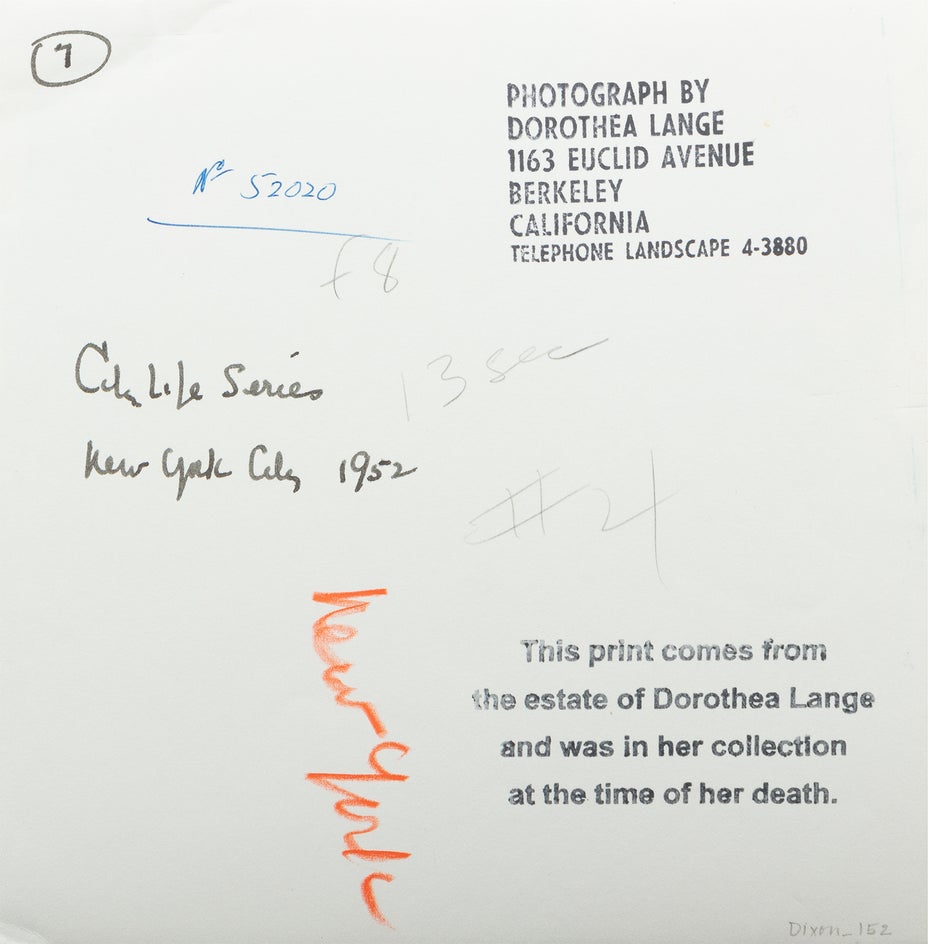 7
PHOTOGRAPH BY
DOROTHEA LANGE
1163 EUCLID AVENUE
BERKELEY
CALIFORNIA
TELEPHONE LANDSCAPE 4-3880
No 52020
f8
City Life Series
13 sec
New York City 1952
#4
New York
This print comes from
the estate of Dorothea Lange
and was in her collection
at the time of her death.
Dixon_152